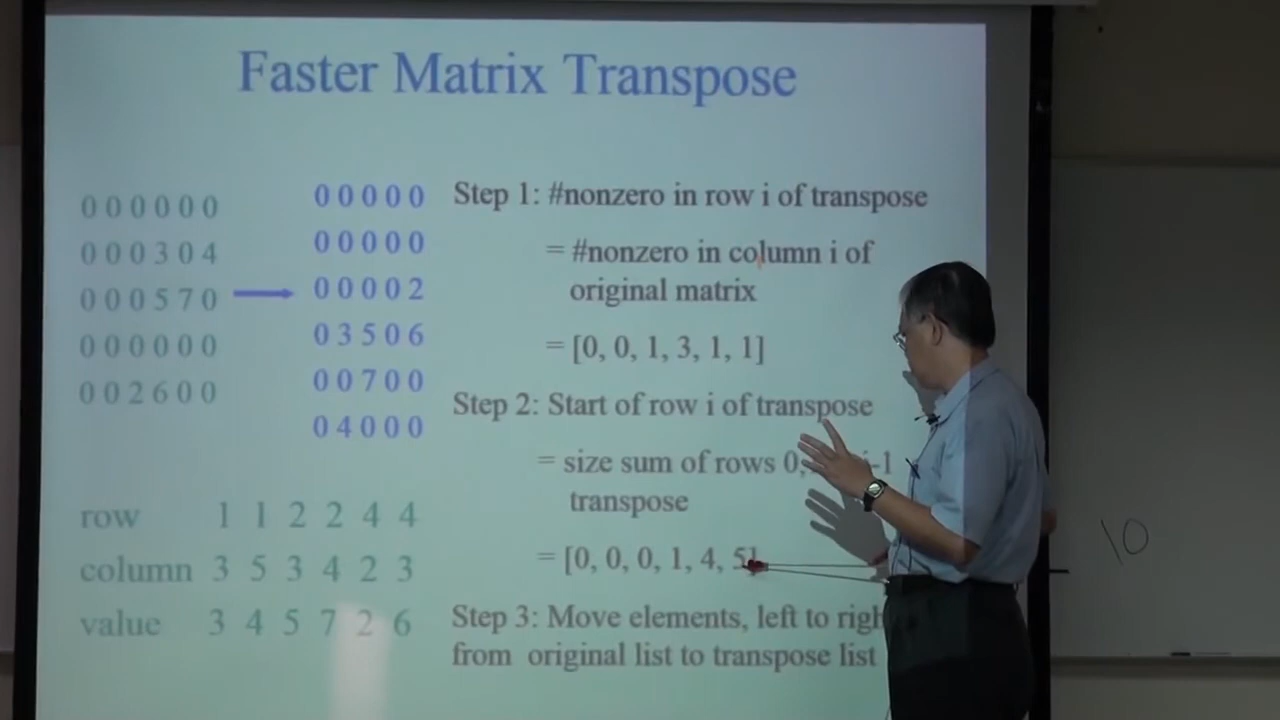 Faster Matrix Transpose
0 0 0 0 0 0
0 0 0 3 0 4
0 0 0 5 7 0
0 0 0 0 0 0
0 0 2 6 0 0
0 0 0 0 0
0 0 0 0 0
0 0 0 0 2
0 3 5 0 6
0 0 7 0 0
0 4 0 0 0
row 1 1 2 2 4 4
column 3 5 3 4 2 3
value 3 4 5 7 2 6
Step 1: #nonzero in row i of transpose
= #nonzero in column i of
original matrix
= [0, 0, 1, 3, 1, 1]
Step 2: Start of row i of transpose
= size sum of rows 0, -1
transpose
= [0, 0, 0, 1, 4, 5]
Step 3: Move elements, left to righ
from original list to transpose list
10